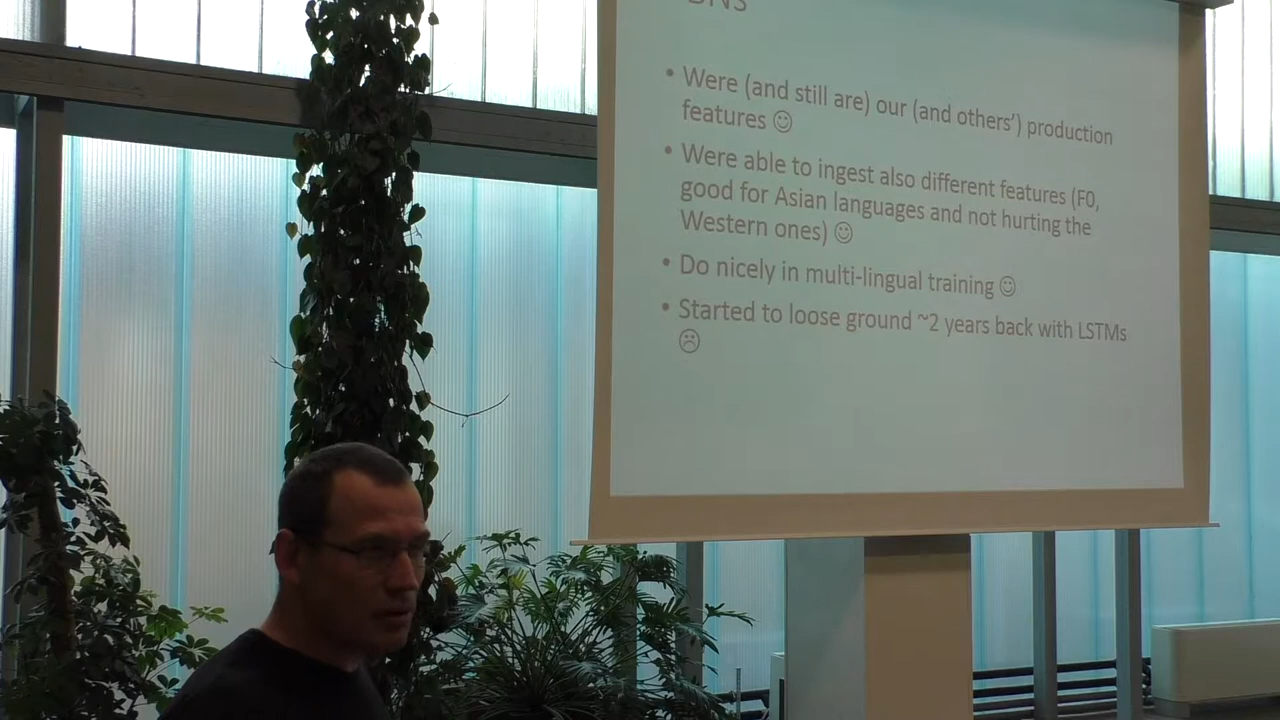 BNs
• Were (and still are) our (and others') production
features ☺
• Were able to ingest also different features (F0,
good for Asian languages and not hurting the
Western ones) ☺
• Do nicely in multi-lingual training ☺
• Started to loose ground ~2 years back with LSTMs
☹